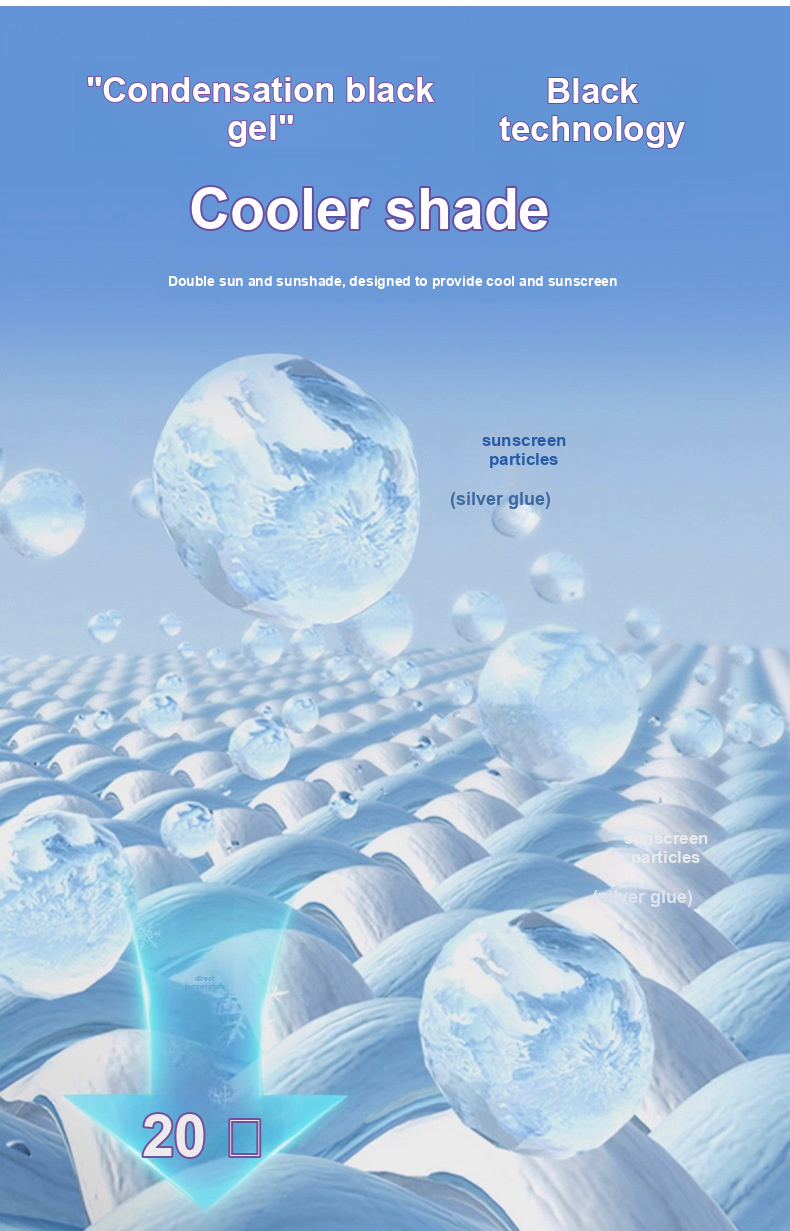 "Condensation black
gel"
Black
technology
Cooler shade
Double sun and sunshade, designed to provide cool and sunscreen
sunscreen
particles
(silver glue)
sunscreen
particles
(silver glue)
direct
20 □